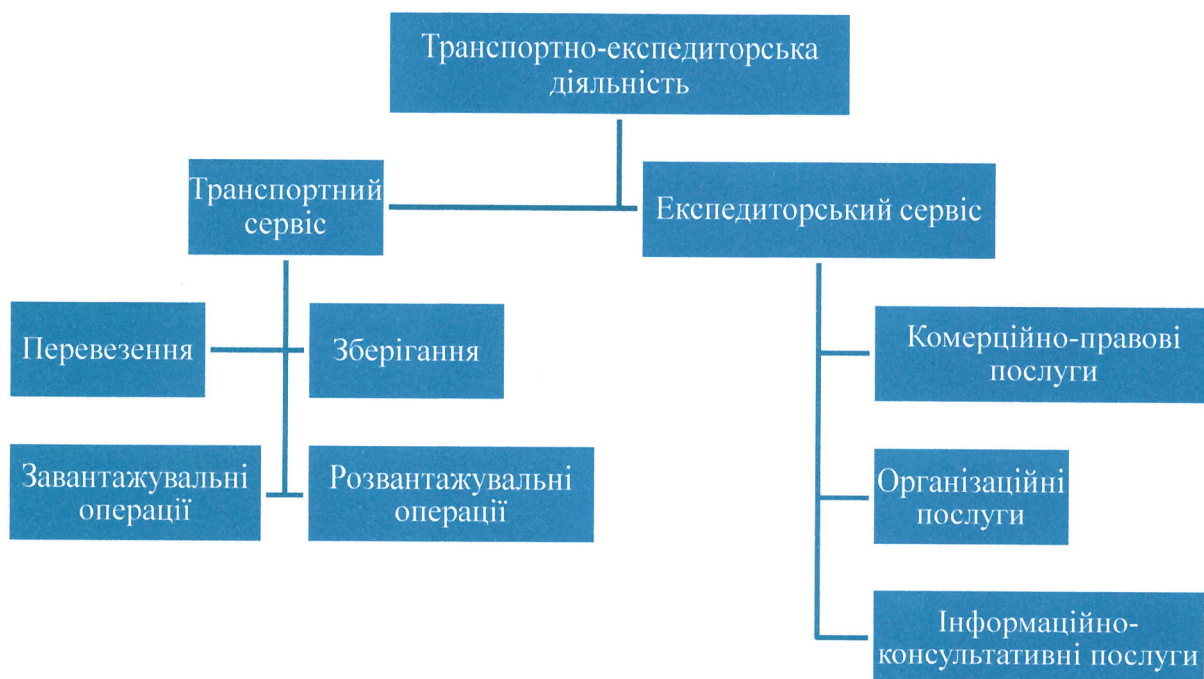 Транспортно-експедиторська
діяльність
Транспортний
сервіс
Експедиторський сервіс
Перевезення
Зберігання
Завантажувальні
операції
Розвантажувальні
операції
Комерційно-правові
послуги
Організаційні
послуги
Інформаційно-
консультативні послуги